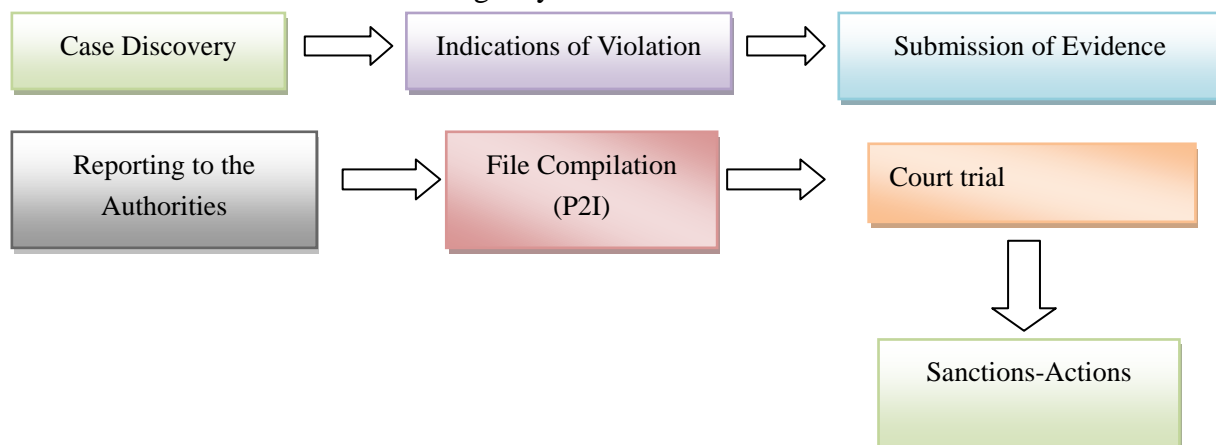 Case Discovery
Indications of Violation
Submission of Evidence
Reporting to the
Authorities
File Compilation
(P2I)
Court trial
Sanctions-Actions